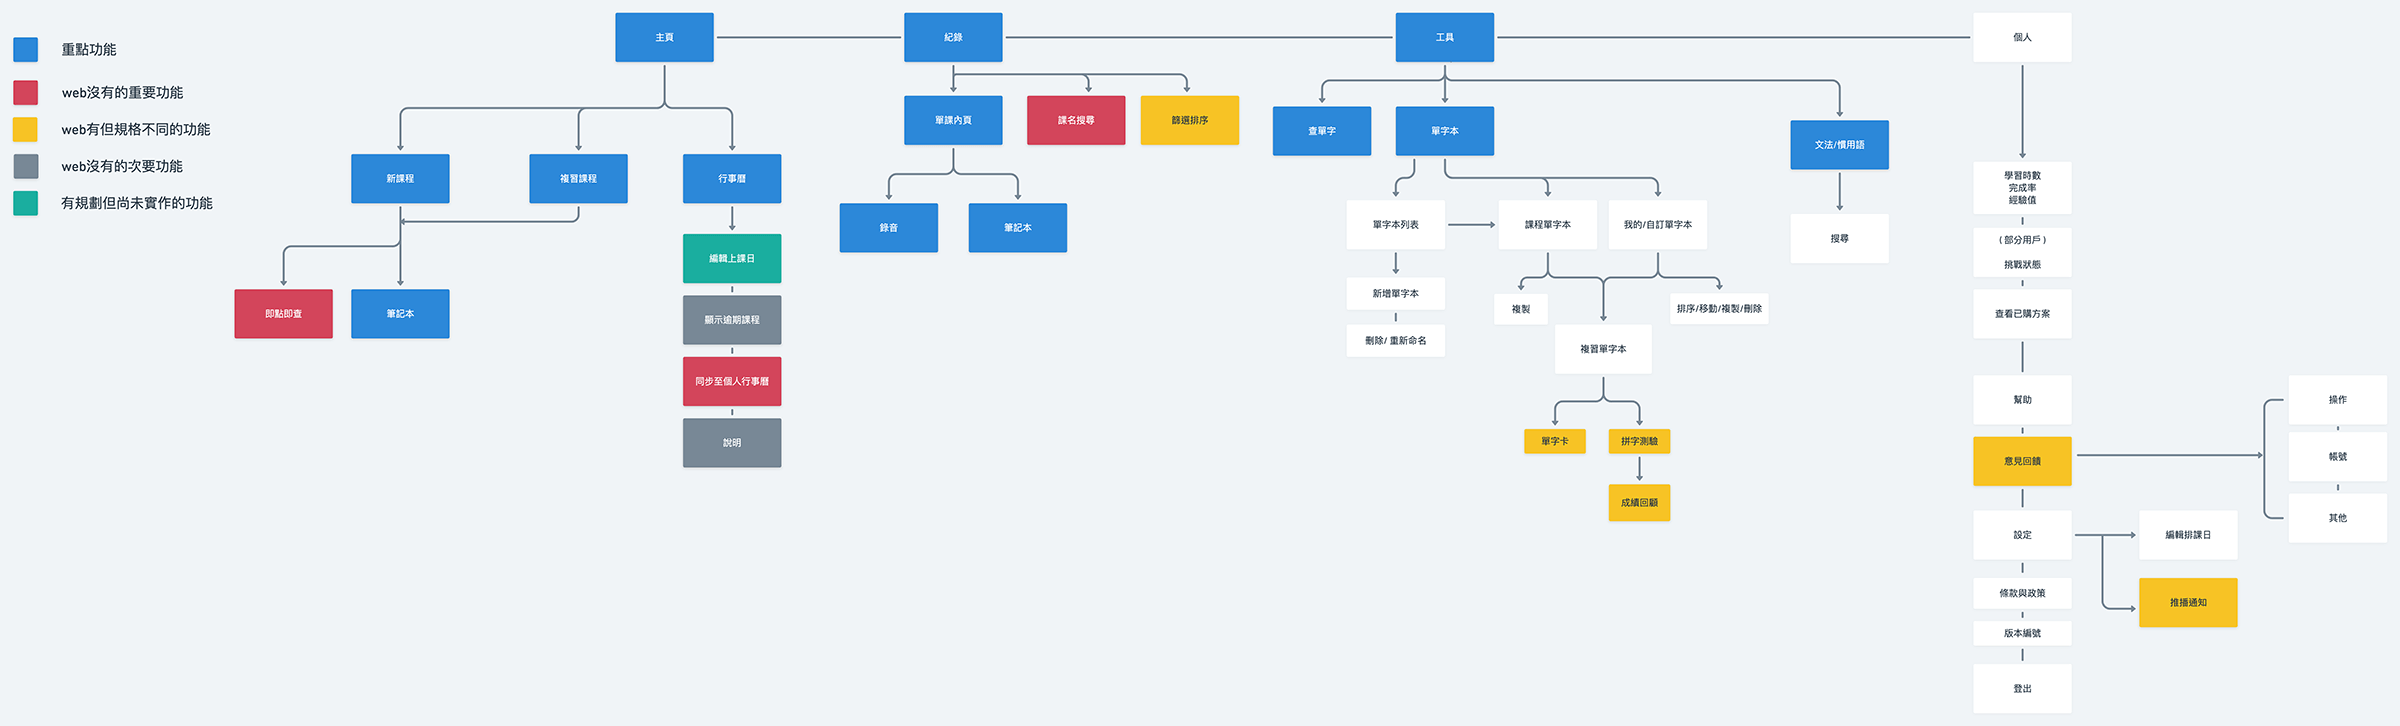 重點功能
web沒有的重要功能
web有但規格不同的功能
web沒有的次要功能
有規劃但尚未實作的功能
主頁
紀錄
工具
個人
新課程
複習課程
行事曆
即點即查
筆記本
編輯上課日
顯示逾期課程
同步至個人行事曆
說明
單課內頁
課名搜尋
篩選排序
錄音
筆記本
查單字
單字本
文法/慣用語
單字本列表
課程單字本
我的/自訂單字本
搜尋
新增單字本
刪除/ 重新命名
複製
排序/移動/複製/刪除
複習單字本
單字卡
拼字測驗
成績回顧
學習時數
完成率
經驗值
( 部分用戶 )
挑戰狀態
查看已購方案
幫助
意見回饋
操作
帳號
其他
設定
編輯排課日
推播通知
條款與政策
版本編號
登出